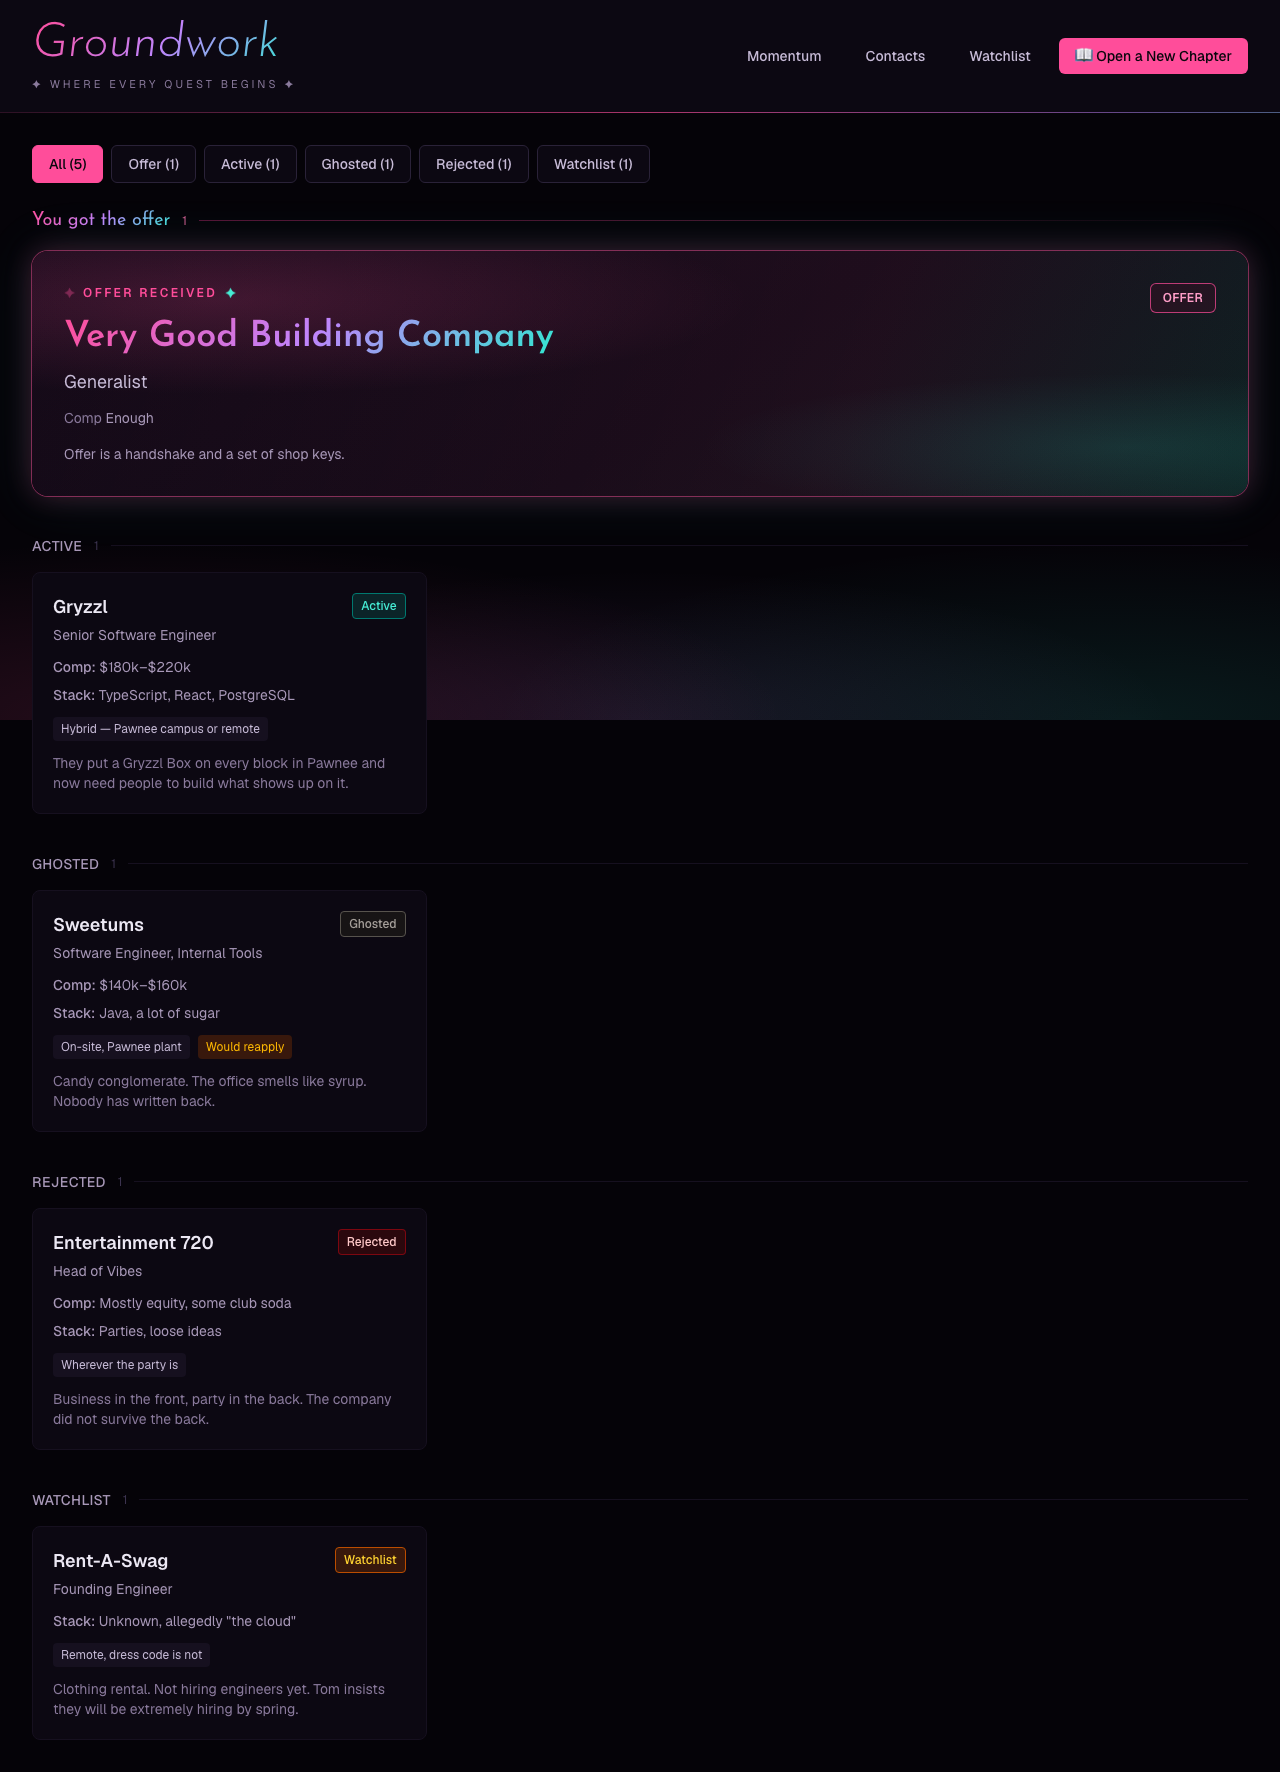 Groundwork
✦ WHERE EVERY QUEST BEGINS ✦
Momentum
Contacts
Watchlist
📖 Open a New Chapter
All (5)
Offer (1)
Active (1)
Ghosted (1)
Rejected (1)
Watchlist (1)
You got the offer 1
✦ OFFER RECEIVED ✦
OFFER
Very Good Building Company
Generalist
Comp Enough
Offer is a handshake and a set of shop keys.
ACTIVE 1
Gryzzl
Active
Senior Software Engineer
Comp: $180k–$220k
Stack: TypeScript, React, PostgreSQL
Hybrid — Pawnee campus or remote
They put a Gryzzl Box on every block in Pawnee and
now need people to build what shows up on it.
GHOSTED 1
Sweetums
Ghosted
Software Engineer, Internal Tools
Comp: $140k–$160k
Stack: Java, a lot of sugar
On-site, Pawnee plant
Would reapply
Candy conglomerate. The office smells like syrup.
Nobody has written back.
REJECTED 1
Entertainment 720
Rejected
Head of Vibes
Comp: Mostly equity, some club soda
Stack: Parties, loose ideas
Wherever the party is
Business in the front, party in the back. The company
did not survive the back.
WATCHLIST 1
Rent-A-Swag
Watchlist
Founding Engineer
Stack: Unknown, allegedly "the cloud"
Remote, dress code is not
Clothing rental. Not hiring engineers yet. Tom insists
they will be extremely hiring by spring.